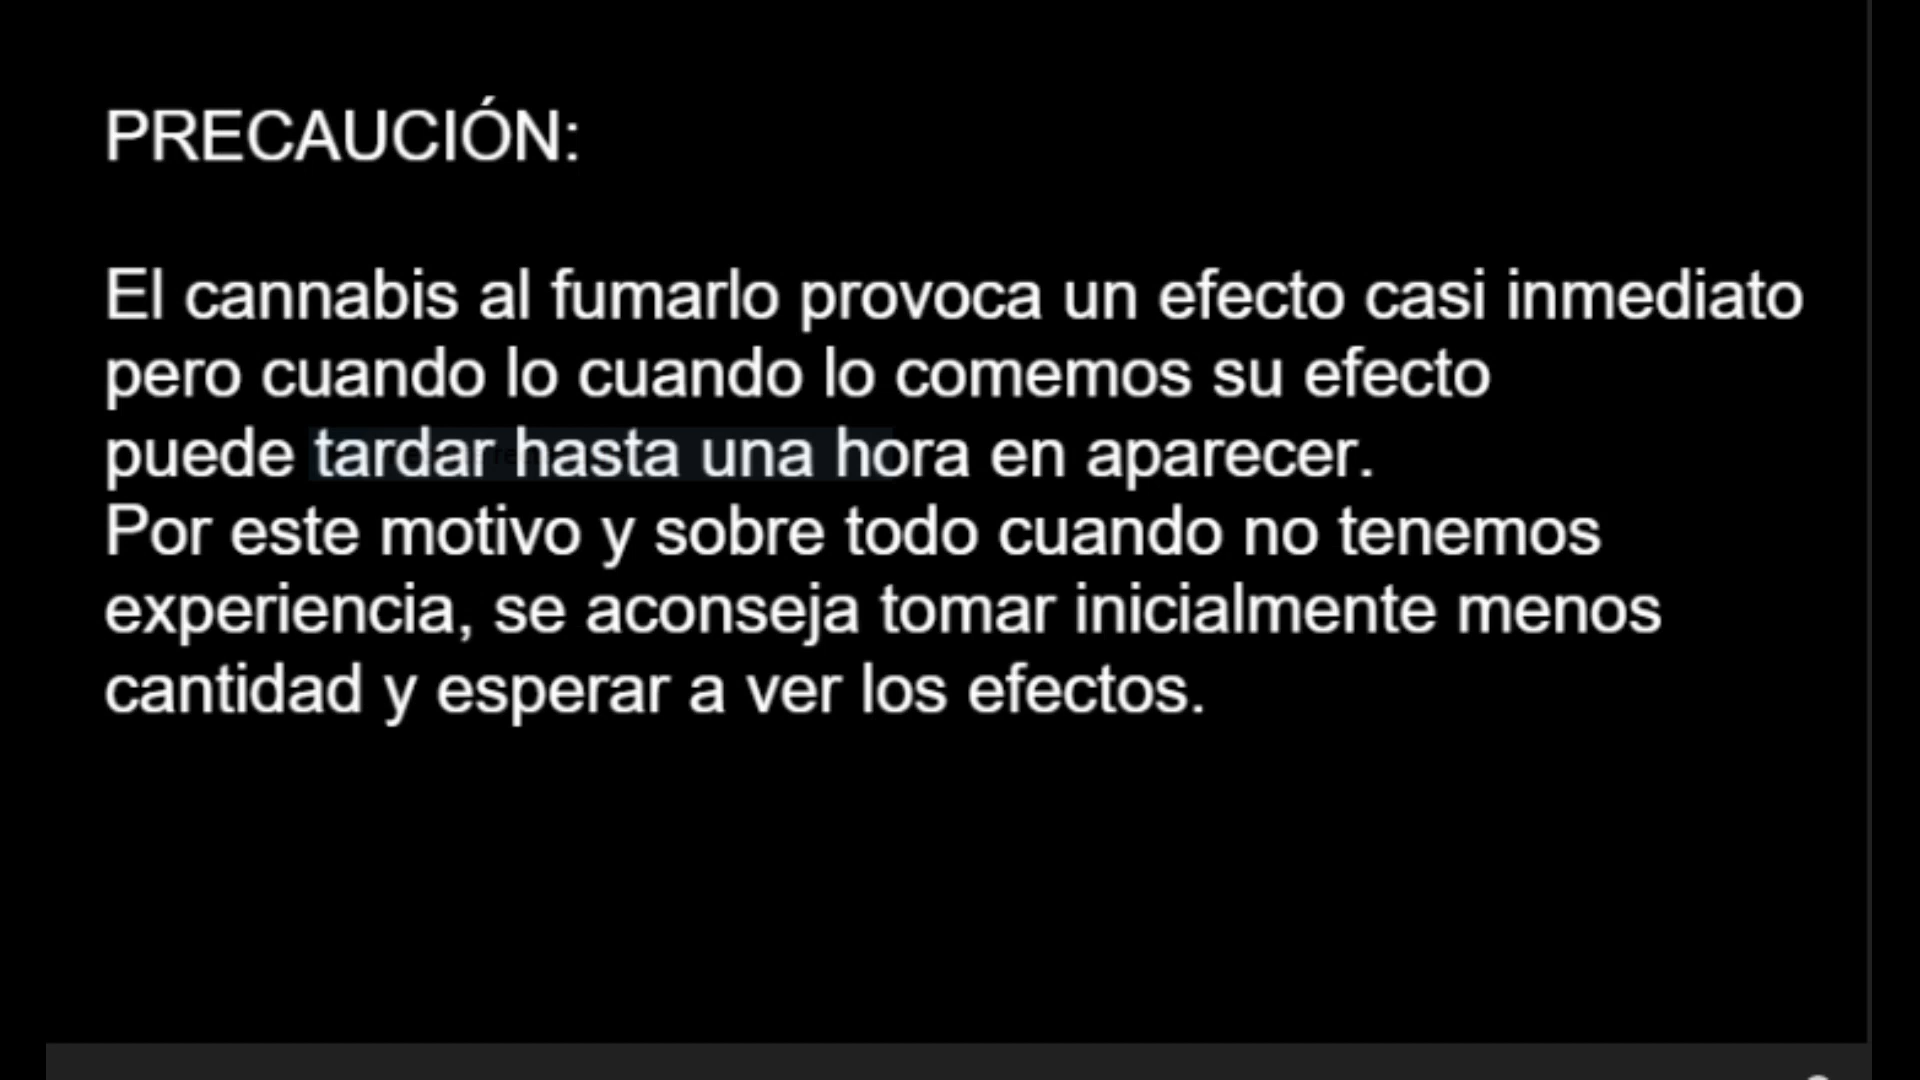 PRECAUCIÓN:
El cannabis al fumarlo provoca un efecto casi inmediato
pero cuando lo cuando lo comemos su efecto
puede tardar hasta una hora en aparecer.
Por este motivo y sobre todo cuando no tenemos
experiencia, se aconseja tomar inicialmente menos
cantidad y esperar a ver los efectos.